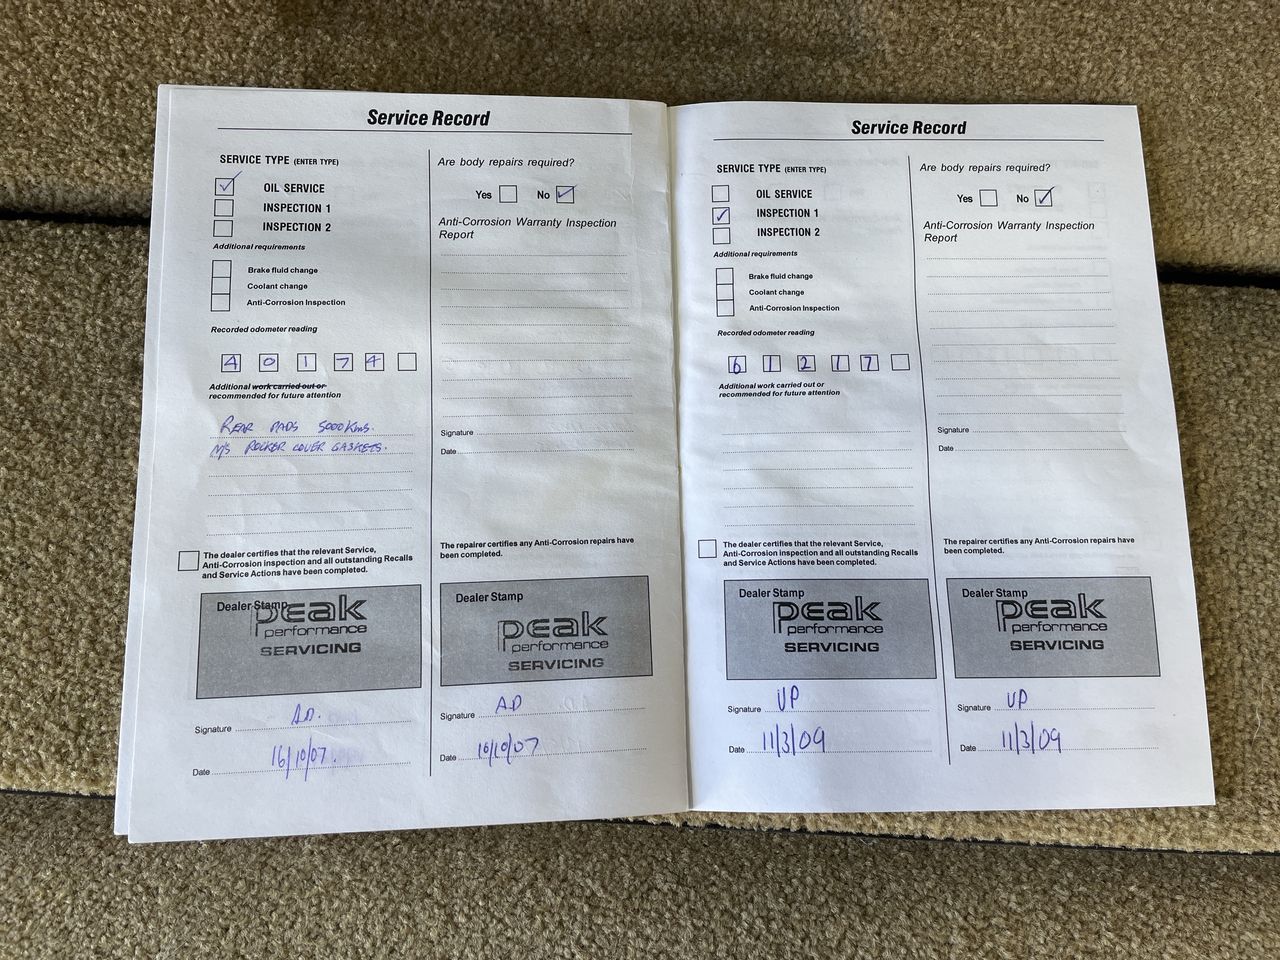 Service Record
SERVICE TYPE (ENTER TYPE)
OIL SERVICE
INSPECTION 1
INSPECTION 2
Additional requirements
Brake fluid change
Coolant change
Anti-Corrosion Inspection
Recorded odometer reading
4 0 1 7 4
Additional work carried out or
recommended for future attention
REAR PADS 5000Kms.
N/S ROCKER COVER GASKETS.
The dealer certifies that the relevant Service,
Anti-Corrosion inspection and all outstanding Recalls
and Service Actions have been completed.
Dealer Stamp
peak
performance
SERVICING
Signature A.D.
Date 16/10/07.
Are body repairs required?
Yes No
Anti-Corrosion Warranty Inspection
Report
Signature
Date
The repairer certifies any Anti-Corrosion repairs have
been completed.
Dealer Stamp
peak
performance
SERVICING
Signature AD
Date 16/10/07
Service Record
SERVICE TYPE (ENTER TYPE)
OIL SERVICE
INSPECTION 1
INSPECTION 2
Additional requirements
Brake fluid change
Coolant change
Anti-Corrosion Inspection
Recorded odometer reading
6 1 2 1 7
Additional work carried out or
recommended for future attention
The dealer certifies that the relevant Service,
Anti-Corrosion inspection and all outstanding Recalls
and Service Actions have been completed.
Dealer Stamp
peak
performance
SERVICING
Signature VP
Date 11/3/09
Are body repairs required?
Yes No
Anti-Corrosion Warranty Inspection
Report
Signature
Date
The repairer certifies any Anti-Corrosion repairs have
been completed.
Dealer Stamp
peak
performance
SERVICING
Signature VP
Date 11/3/09